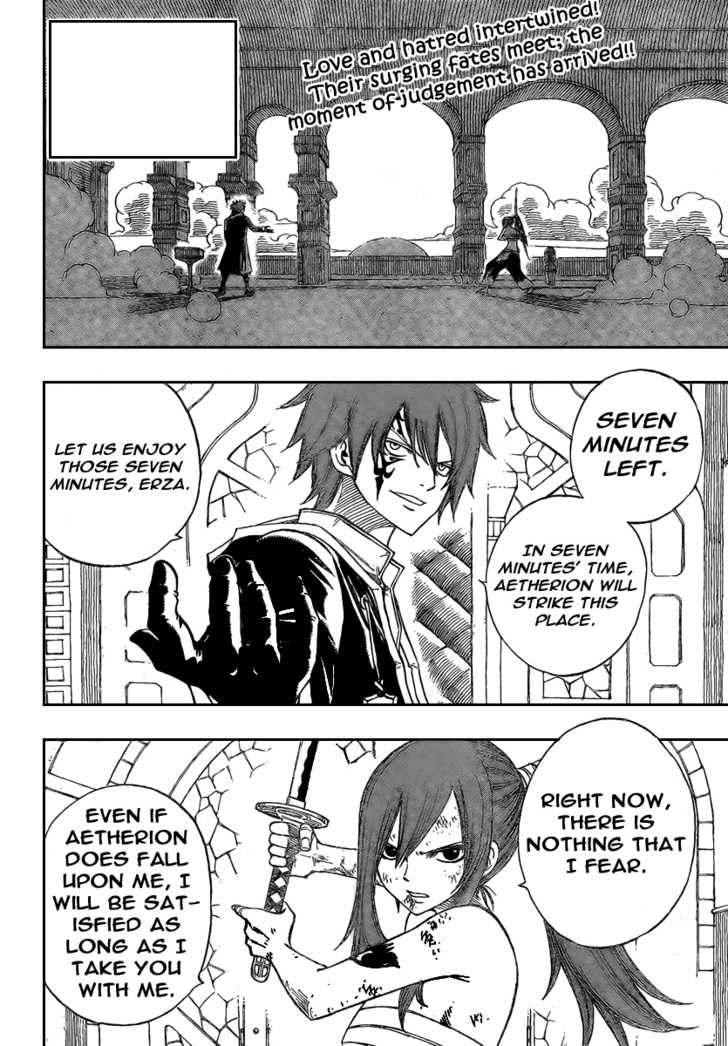 Love and hatred intertwined!
Their surging fates meet; the
moment of judgement has arrived!!
SEVEN
MINUTES
LEFT.
IN SEVEN
MINUTES' TIME,
AETHERION WILL
STRIKE THIS
PLACE.
LET US ENJOY
THOSE SEVEN
MINUTES, ERZA.
RIGHT NOW,
THERE IS
NOTHING THAT
I FEAR.
EVEN IF
AETHERION
DOES FALL
UPON ME, I
WILL BE SAT-
ISFIED AS
LONG AS I
TAKE YOU
WITH ME.